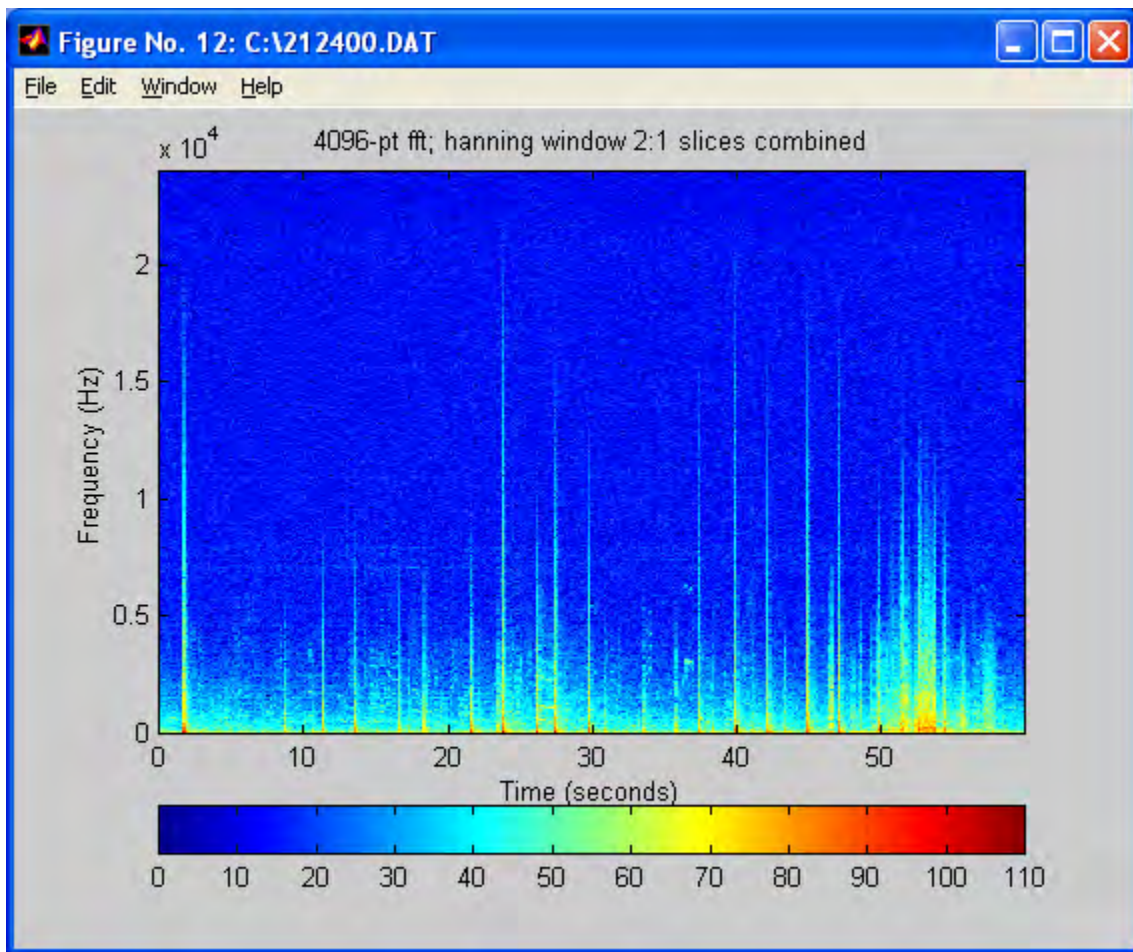 Figure No. 12: C:\212400.DAT
File Edit Window Help
x 10^4
4096-pt fft; hanning window 2:1 slices combined
2
1.5
1
0.5
0
Frequency (Hz)
0 10 20 30 40 50
Time (seconds)
0 10 20 30 40 50 60 70 80 90 100 110